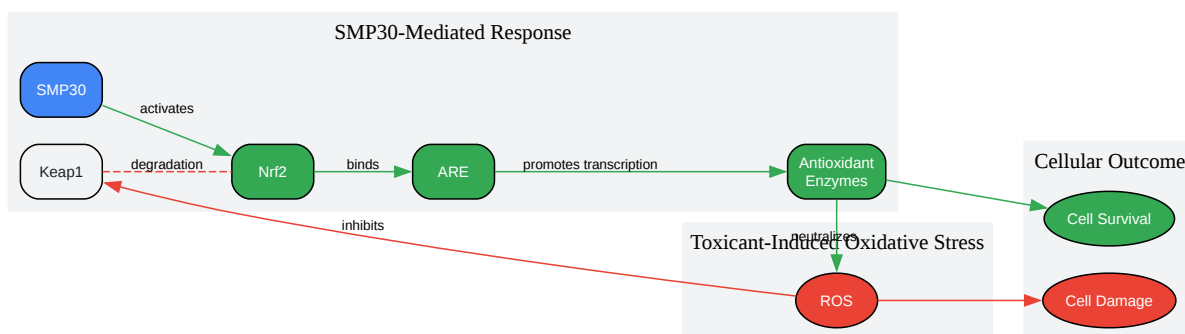 SMP30-Mediated Response
SMP30
activates
Keap1
degradation
Nrf2
binds
ARE
promotes transcription
Antioxidant
Enzymes
Cellular Outcome
Cell Survival
inhibits
neutralizes
Toxicant-Induced Oxidative Stress
ROS
Cell Damage